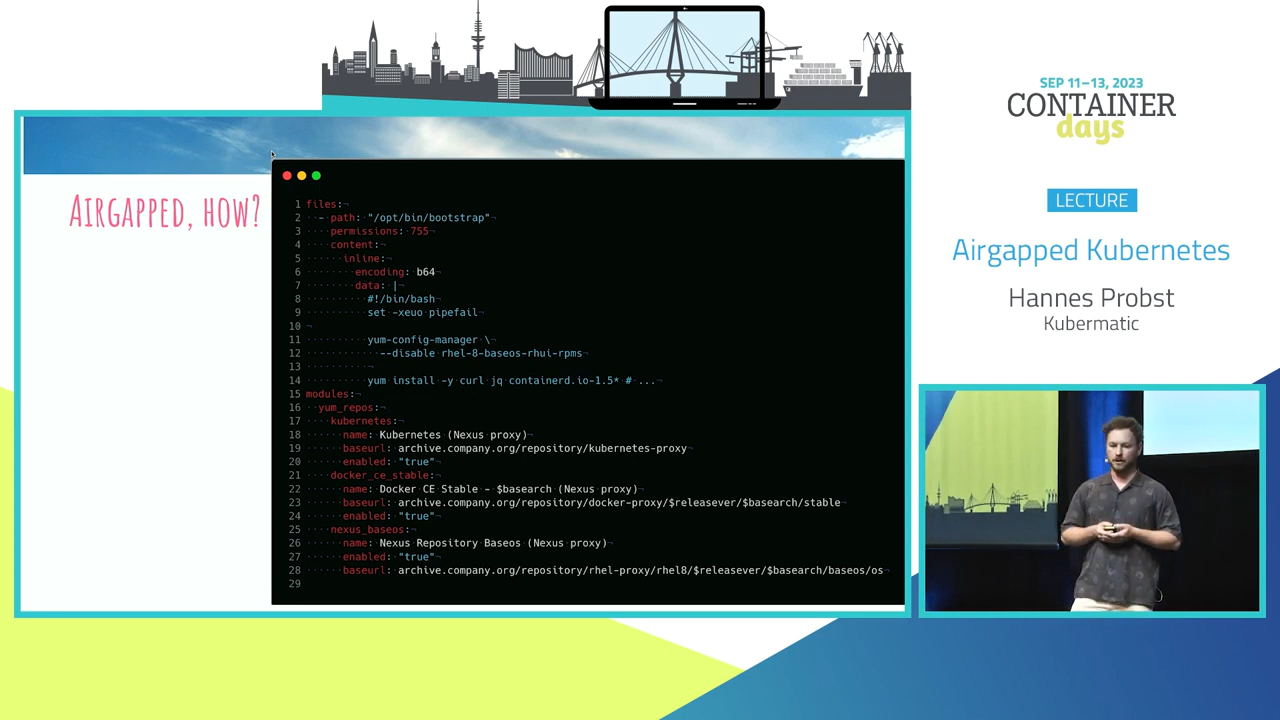 SEP 11–13, 2023
CONTAINER
days
LECTURE
Airgapped Kubernetes
Hannes Probst
Kubermatic
AIRGAPPED, HOW?
1 files:
2 - path: "/opt/bin/bootstrap"
3 permissions: 755
4 content:
5 inline:
6 encoding: b64
7 data: |
8 #!/bin/bash
9 set -xeuo pipefail
10
11 yum-config-manager \
12 --disable rhel-8-baseos-rhui-rpms
13
14 yum install -y curl jq containerd.io-1.5* # ...
15 modules:
16 yum_repos:
17 kubernetes:
18 name: Kubernetes (Nexus proxy)
19 baseurl: archive.company.org/repository/kubernetes-proxy
20 enabled: "true"
21 docker_ce_stable:
22 name: Docker CE Stable - $basearch (Nexus proxy)
23 baseurl: archive.company.org/repository/docker-proxy/$releasever/$basearch/stable
24 enabled: "true"
25 nexus_baseos:
26 name: Nexus Repository Baseos (Nexus proxy)
27 enabled: "true"
28 baseurl: archive.company.org/repository/rhel-proxy/rhel8/$releasever/$basearch/baseos/os
29